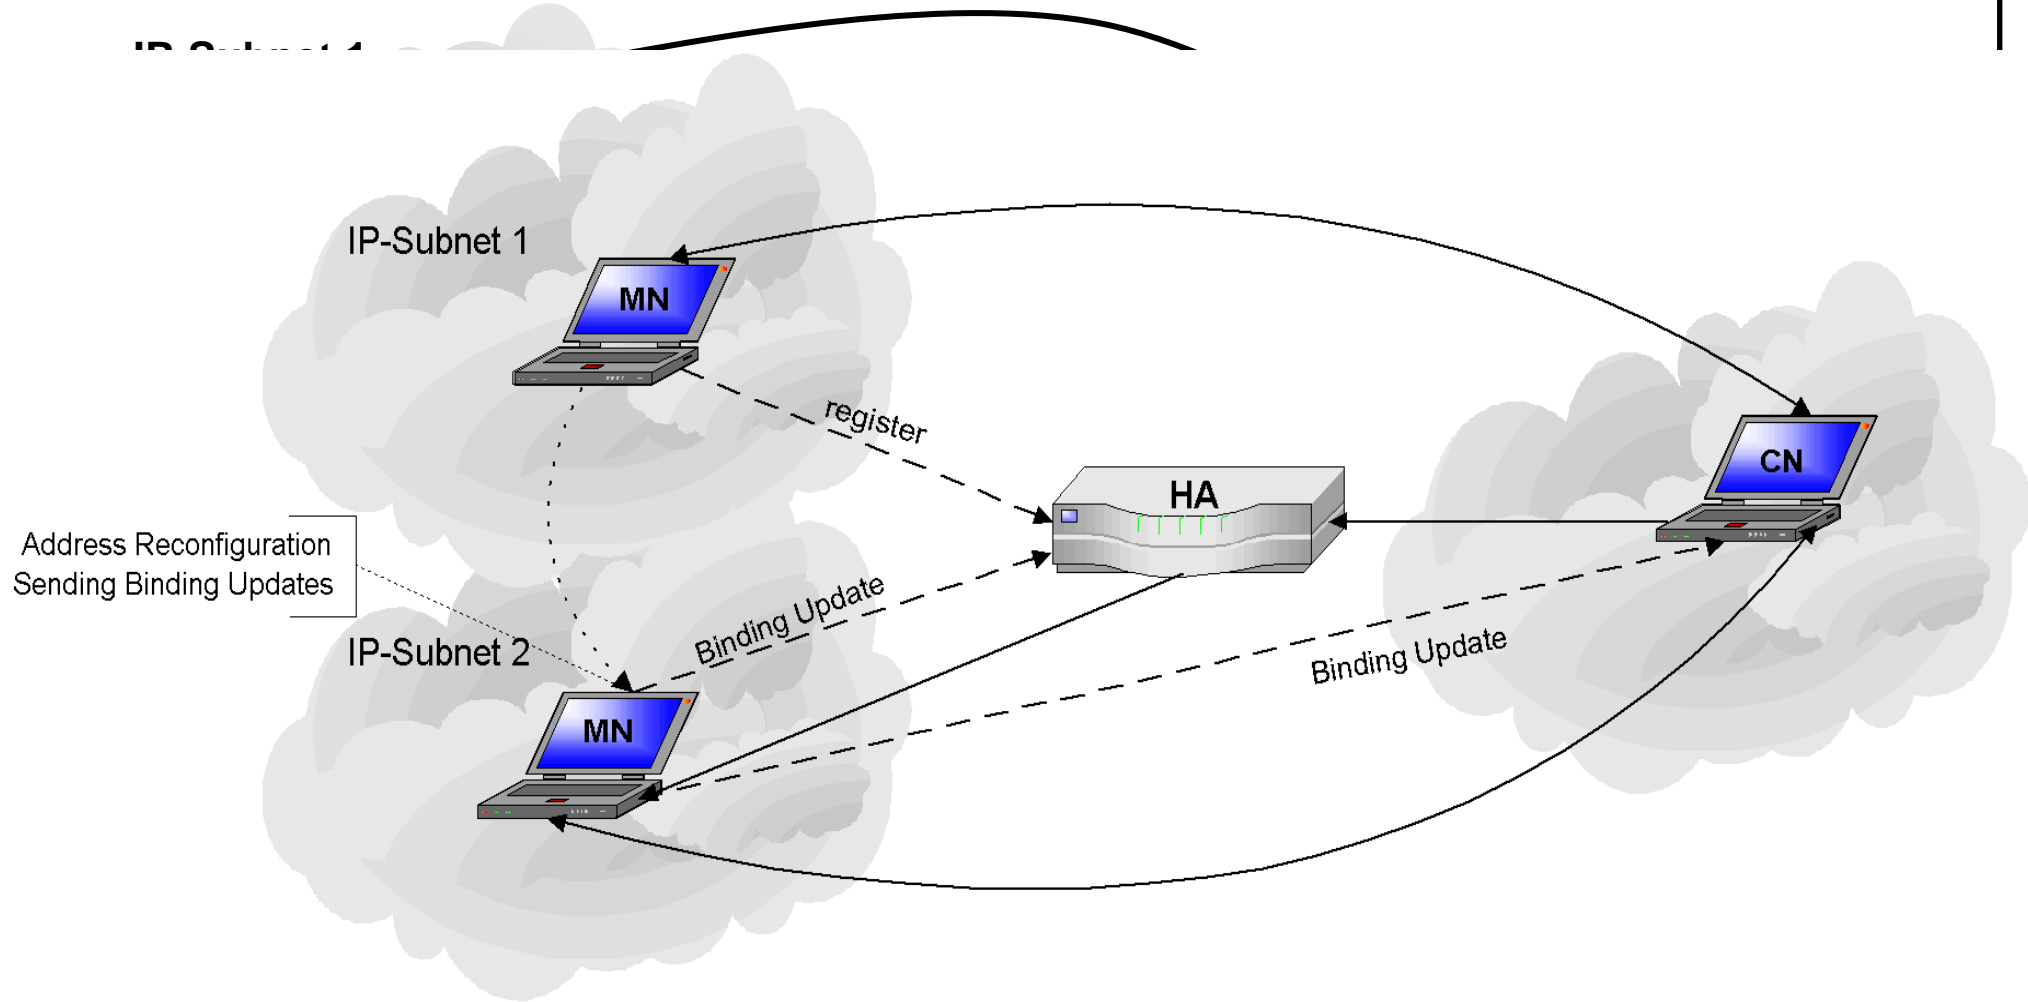 IP-Subnet 1
MN
register
CN
HA
Address Reconfiguration
Sending Binding Updates
Binding Update
IP-Subnet 2
Binding Update
MN